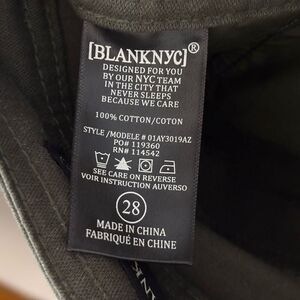 [BLANKNYC]®
DESIGNED FOR YOU
BY OUR NYC TEAM
IN THE CITY THAT
NEVER SLEEPS
BECAUSE WE CARE
100% COTTON/COTON
STYLE/MODELE # 01AY3019AZ
PO# 119360
RN# 114542
SEE CARE ON REVERSE
VOIR INSTRUCTION AUVERSO
28
MADE IN CHINA
FABRIQUÉ EN CHINE